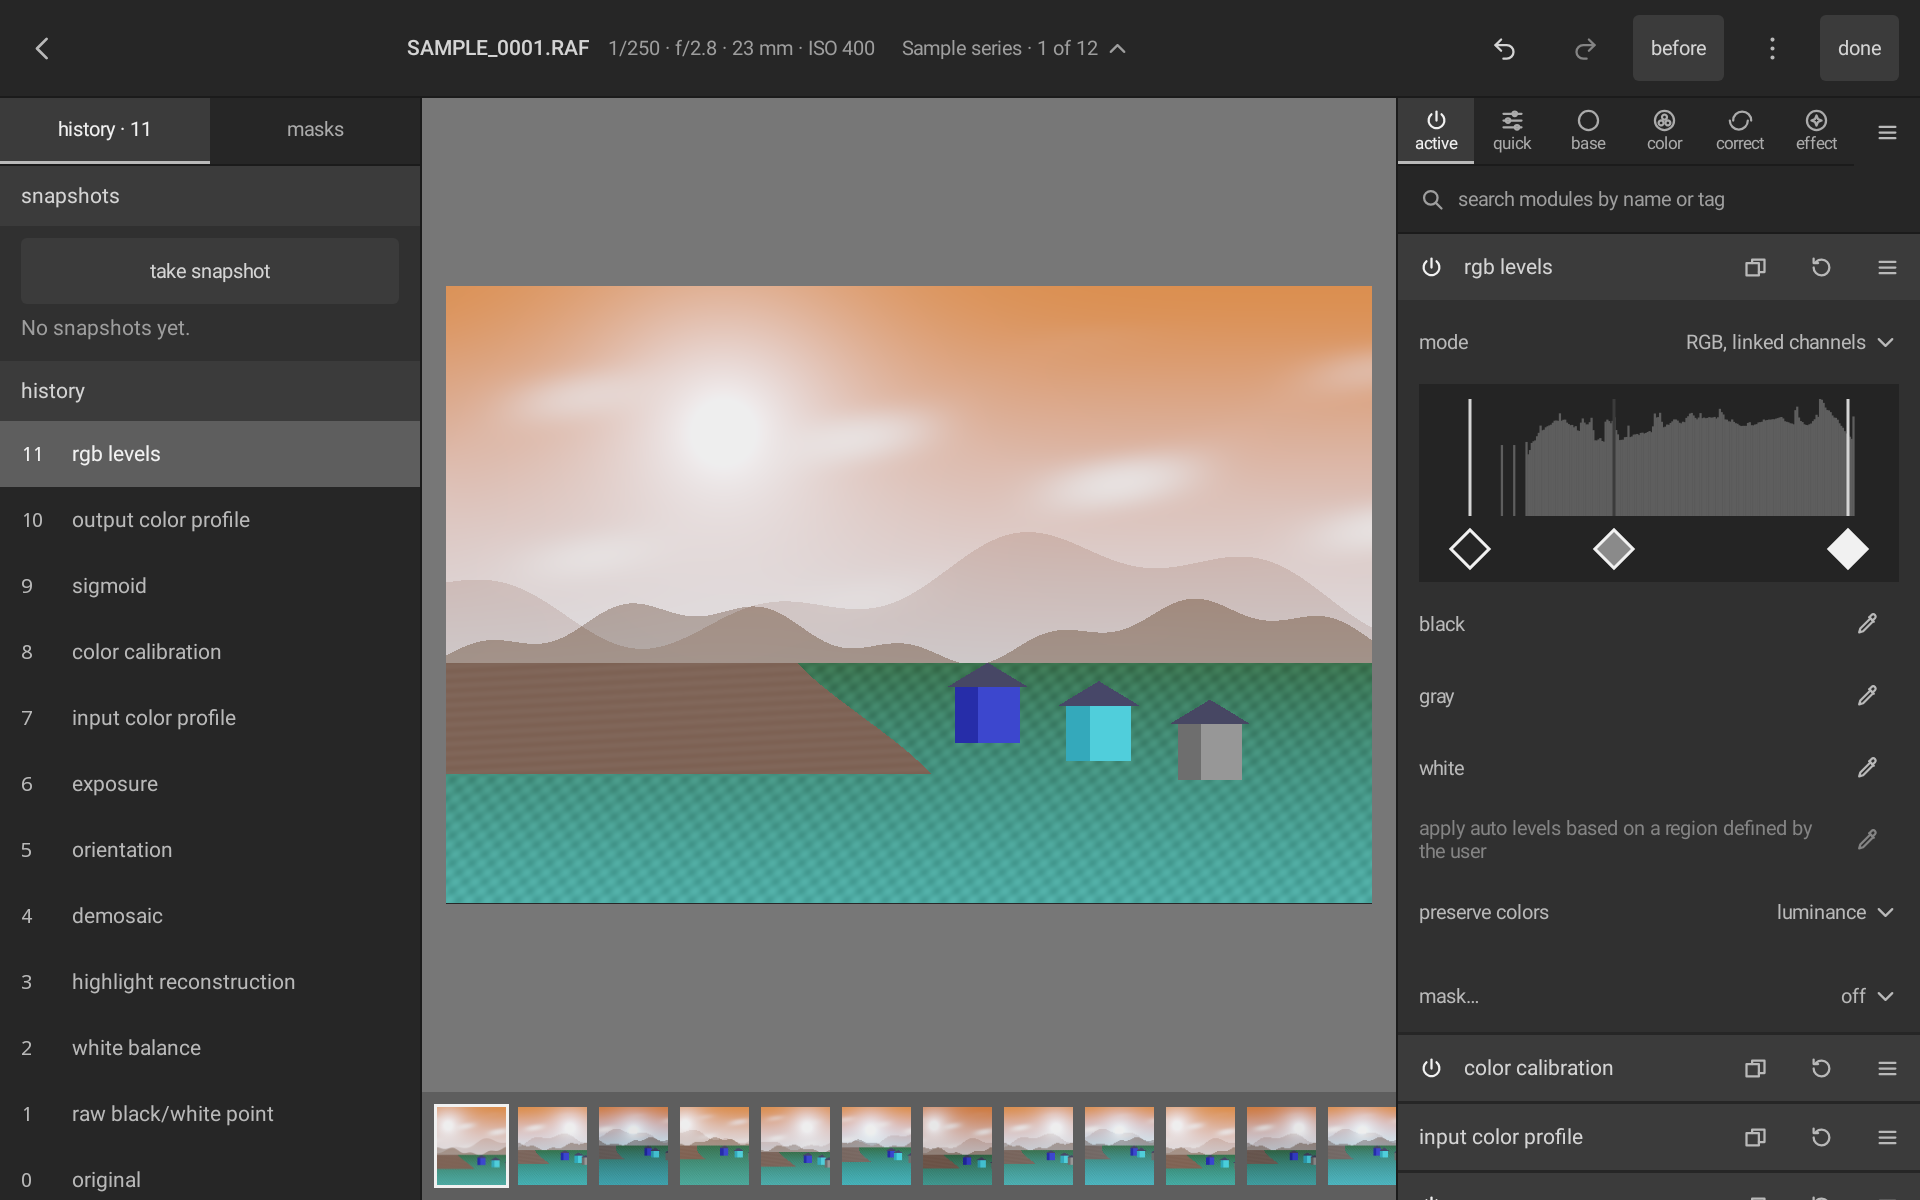 SAMPLE_0001.RAF 1/250 · f/2.8 · 23 mm · ISO 400 Sample series · 1 of 12
before
done
history · 11
masks
snapshots
take snapshot
No snapshots yet.
history
11 rgb levels
10 output color profile
9 sigmoid
8 color calibration
7 input color profile
6 exposure
5 orientation
4 demosaic
3 highlight reconstruction
2 white balance
1 raw black/white point
0 original
active
quick
base
color
correct
effect
search modules by name or tag
rgb levels
mode RGB, linked channels
black
gray
white
apply auto levels based on a region defined by
the user
preserve colors luminance
mask... off
color calibration
input color profile